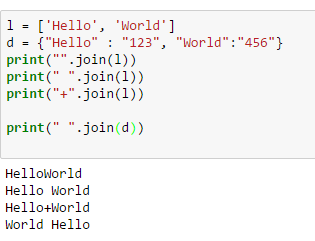 l = ['Hello', 'World']
d = {"Hello" : "123", "World":"456"}
print("".join(l))
print(" ".join(l))
print("+".join(l))
print(" ".join(d))
HelloWorld
Hello World
Hello+World
World Hello